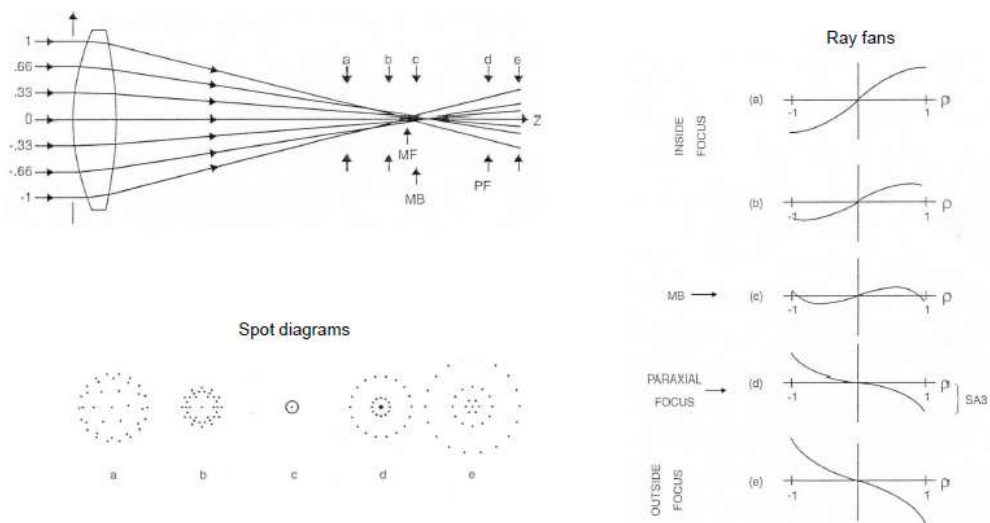 1
.66
.33
0
-.33
-.66
-1
a b c d e
Z
MF
MB
PF
Spot diagrams
a b c d e
Ray fans
INSIDE
FOCUS
(a)
-1 1 ρ
(b)
-1 1 ρ
MB
(c)
-1 1 ρ
PARAXIAL
FOCUS
(d)
-1 1 ρ
SA3
OUTSIDE
FOCUS
(e)
-1 1 ρ